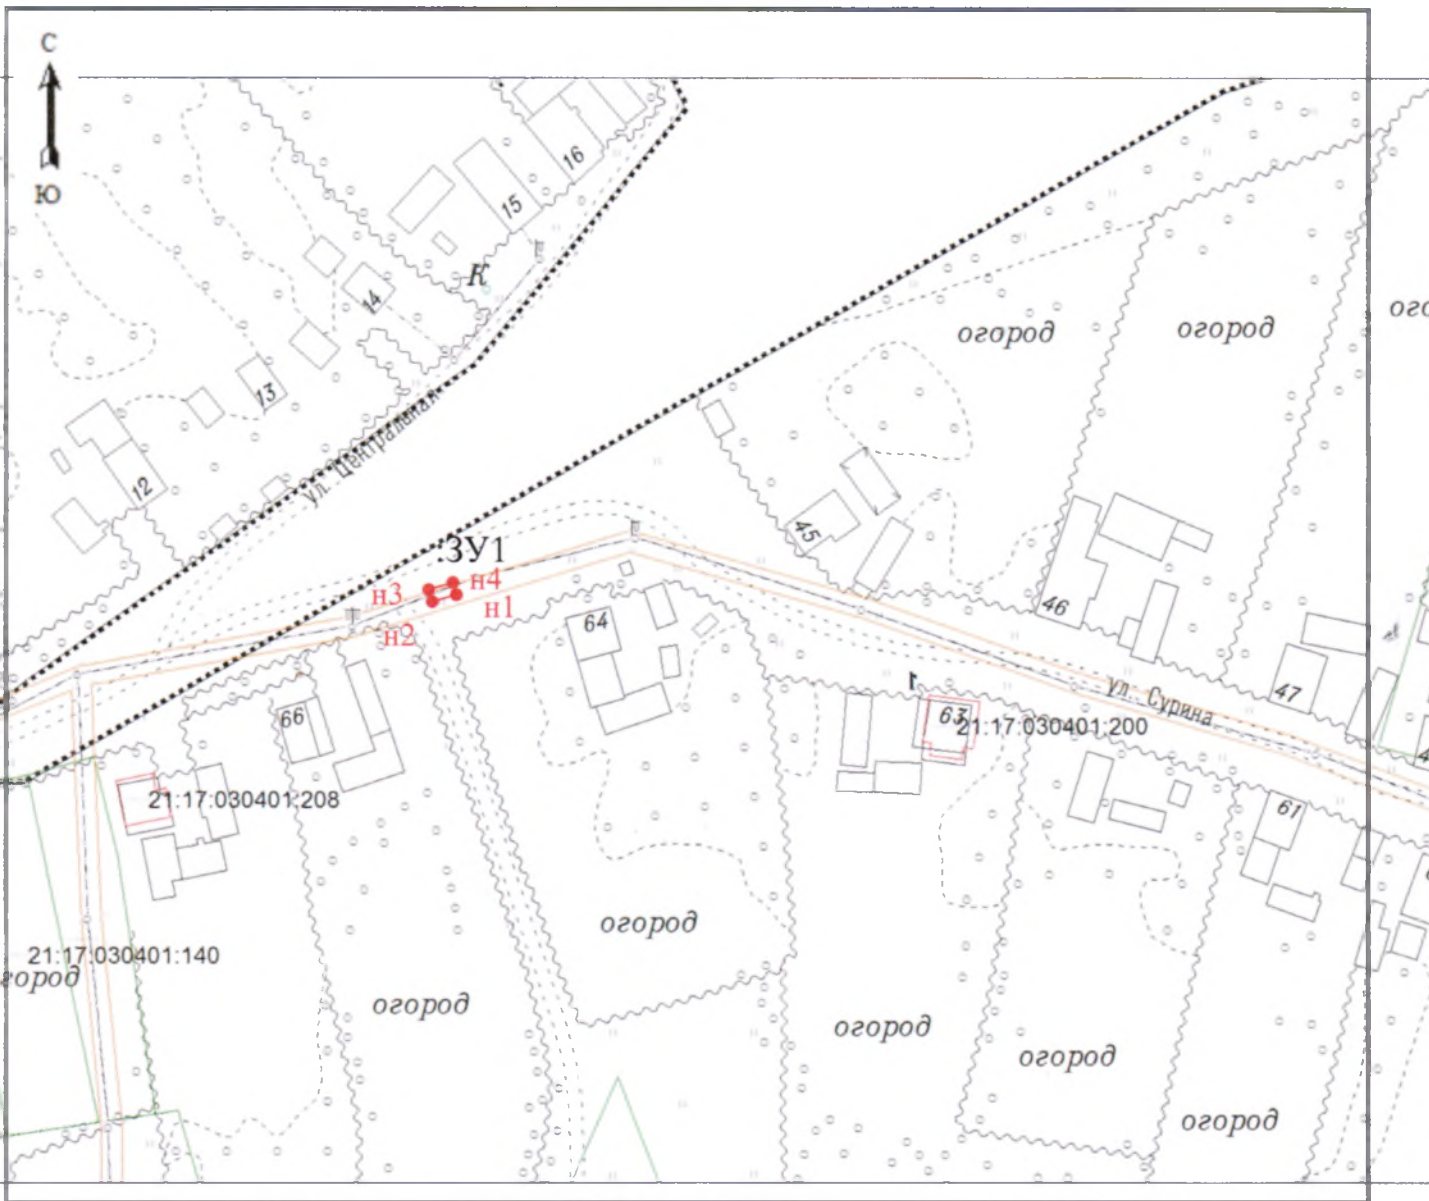 С
Ю
16
15
К
14
13
12
ул. Центральная
огород
огород
ого
45
46
47
:ЗУ1
н3
н4
н1
н2
64
66
63
1
21:17:030401:200
ул. Сурина
61
21:17:030401:208
21:17:030401:140
огород
огород
огород
огород
огород
огород